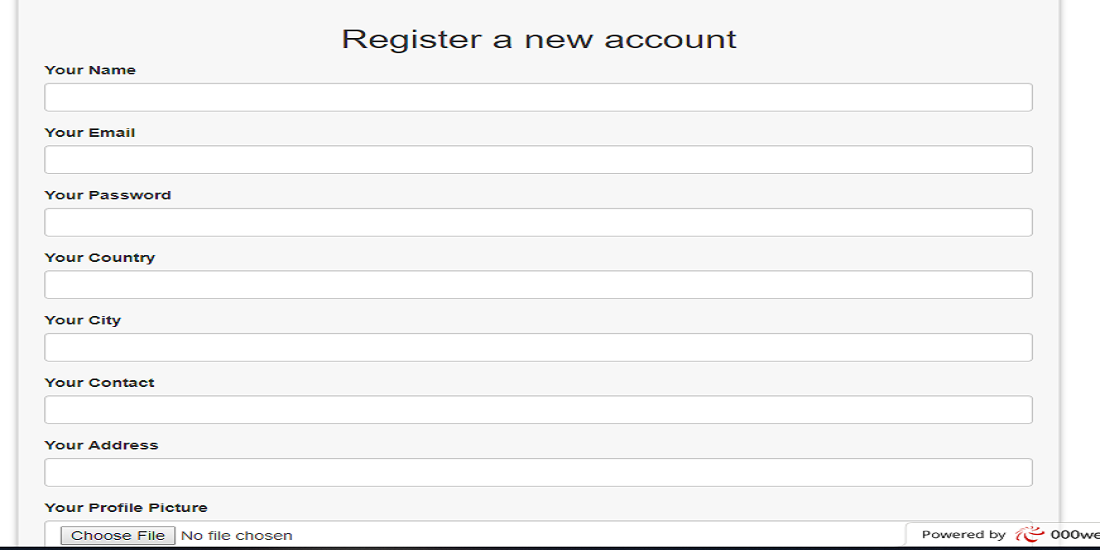 Register a new account
Your Name
Your Email
Your Password
Your Country
Your City
Your Contact
Your Address
Your Profile Picture
Choose File No file chosen
Powered by 000we